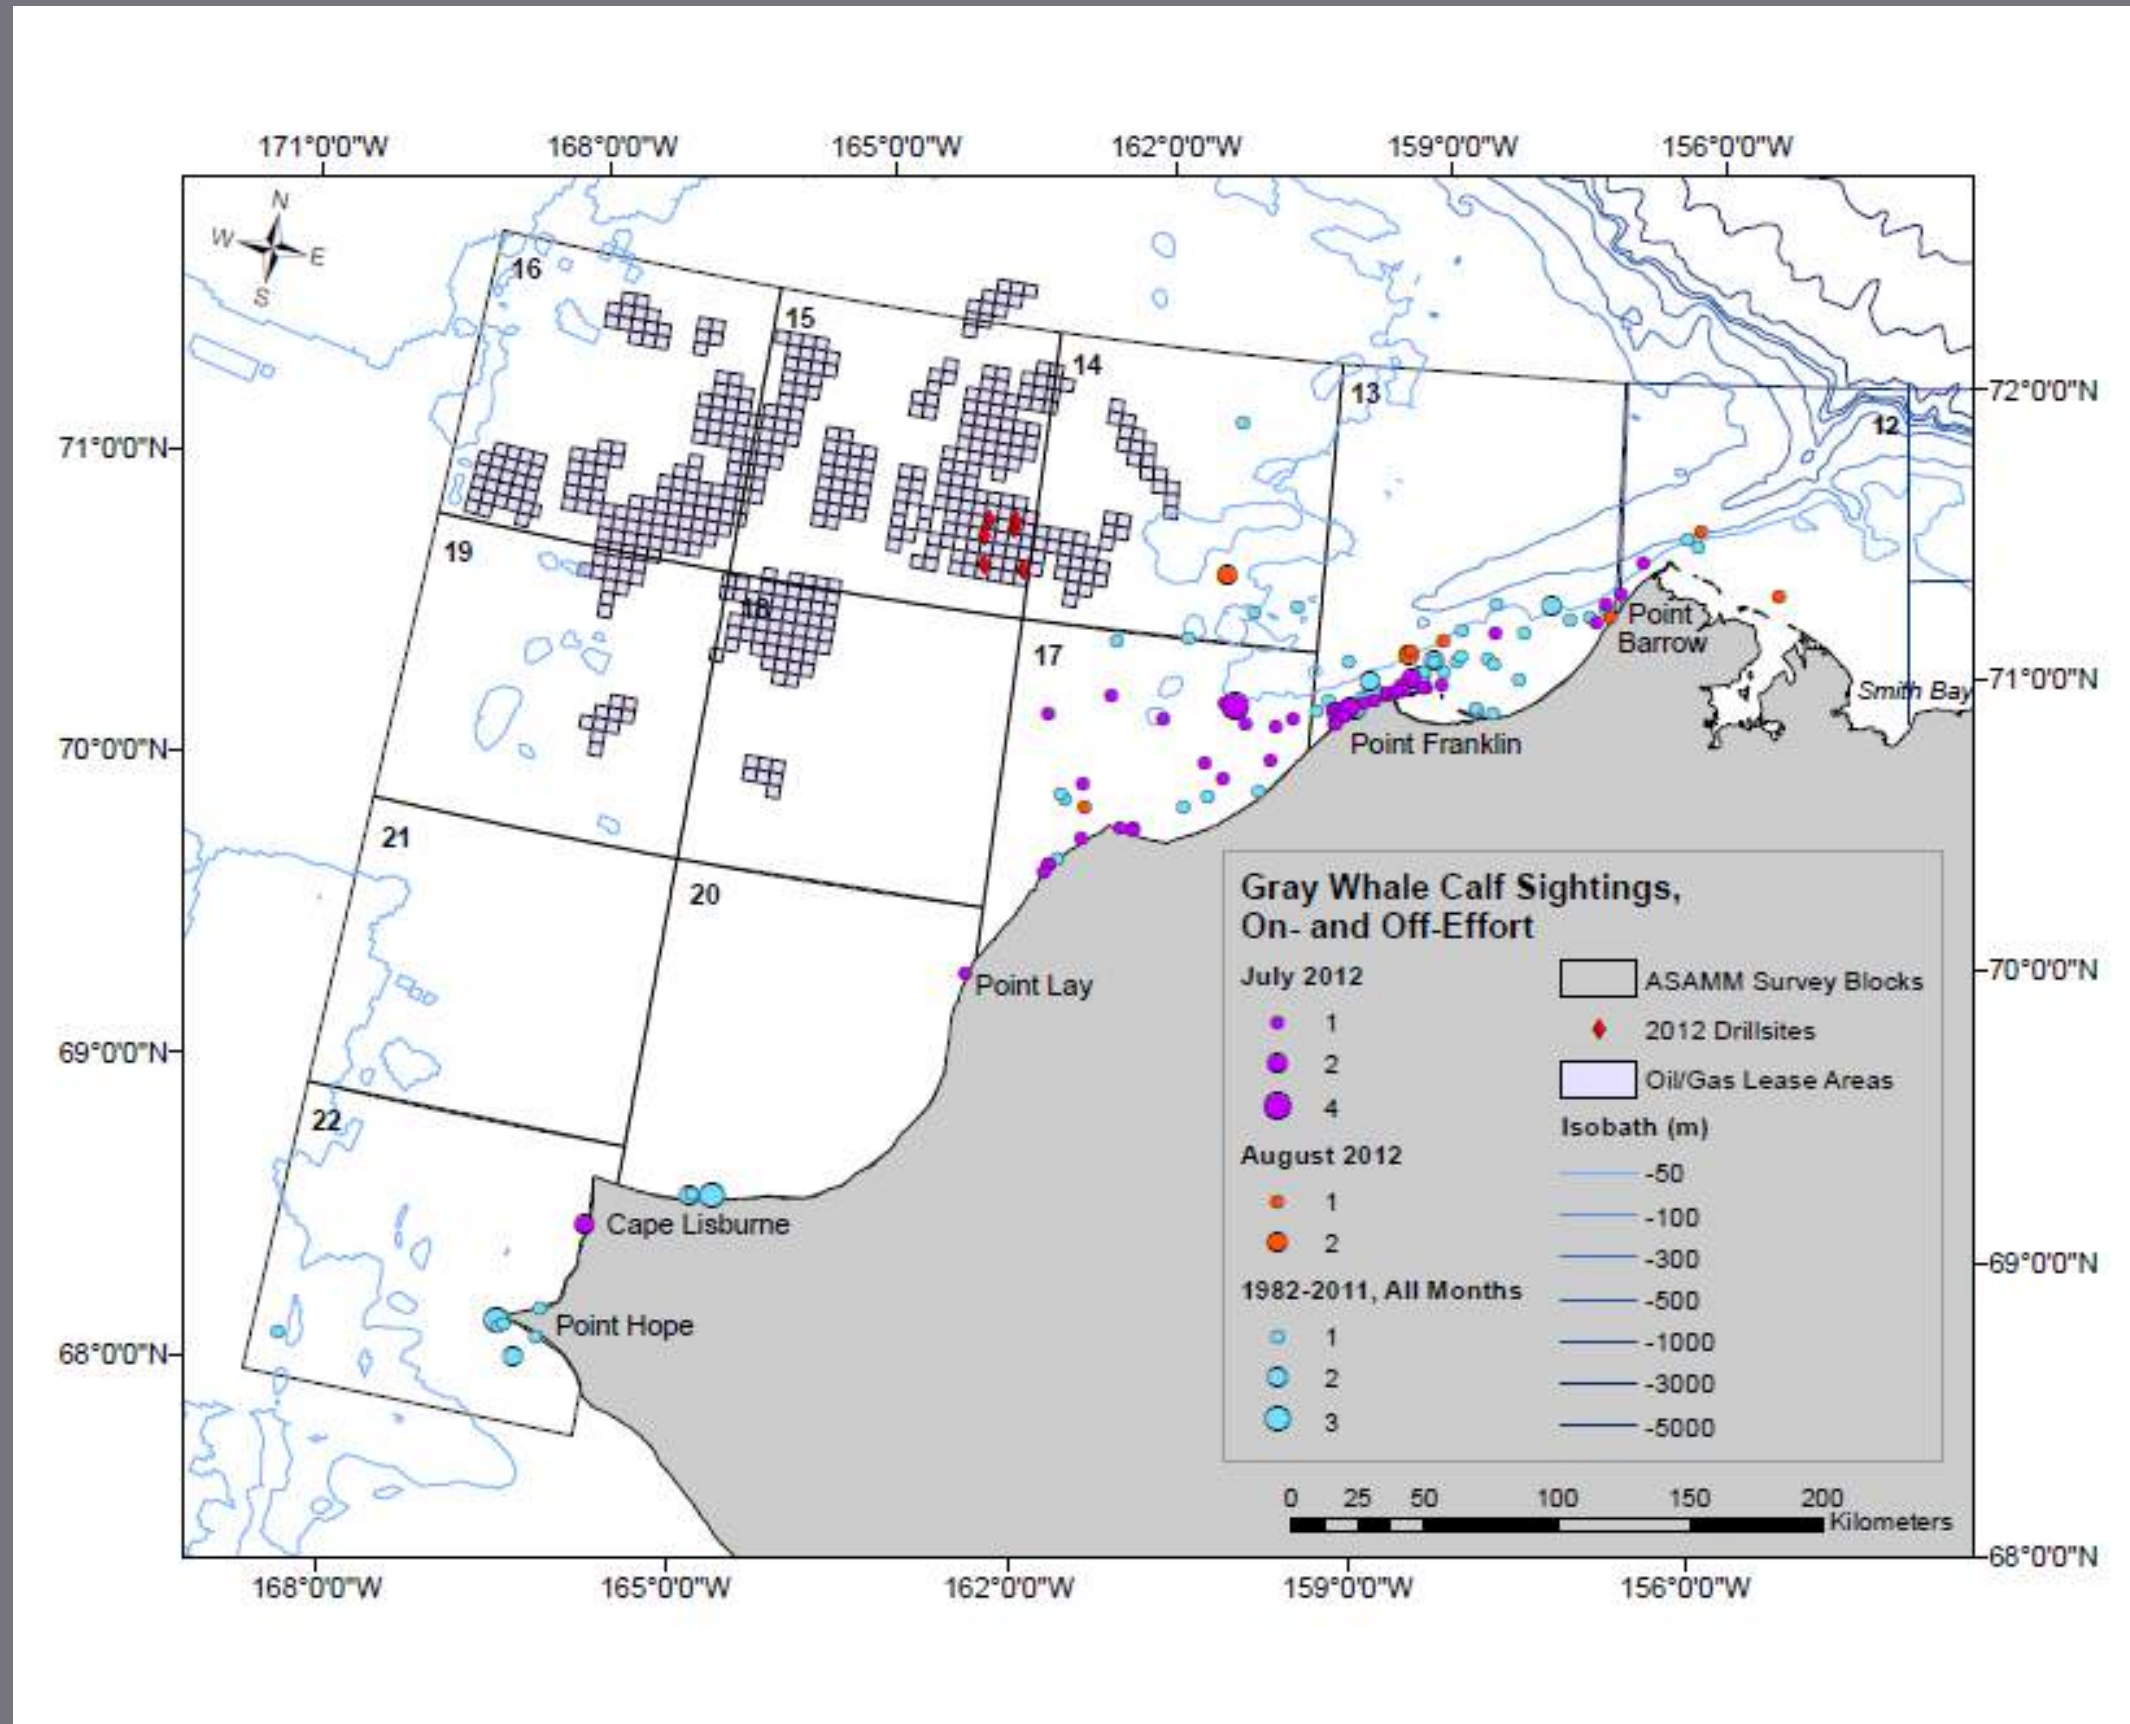 171°0'0"W 168°0'0"W 165°0'0"W 162°0'0"W 159°0'0"W 156°0'0"W
N
W E
S
16
15
14
13
72°0'0"N
12
71°0'0"N
19
18
17
Point
Barrow
71°0'0"N
Smith Bay
70°0'0"N
Point Franklin
21
20
Gray Whale Calf Sightings,
On- and Off-Effort
Point Lay
70°0'0"N
July 2012
1
2
4
August 2012
1
2
1982-2011, All Months
1
2
3
ASAMM Survey Blocks
2012 Drillsites
Oil/Gas Lease Areas
Isobath (m)
-50
-100
-300
-500
-1000
-3000
-5000
69°0'0"N
22
Cape Lisburne
69°0'0"N
Point Hope
68°0'0"N
0 25 50 100 150 200
Kilometers
68°0'0"N
168°0'0"W 165°0'0"W 162°0'0"W 159°0'0"W 156°0'0"W